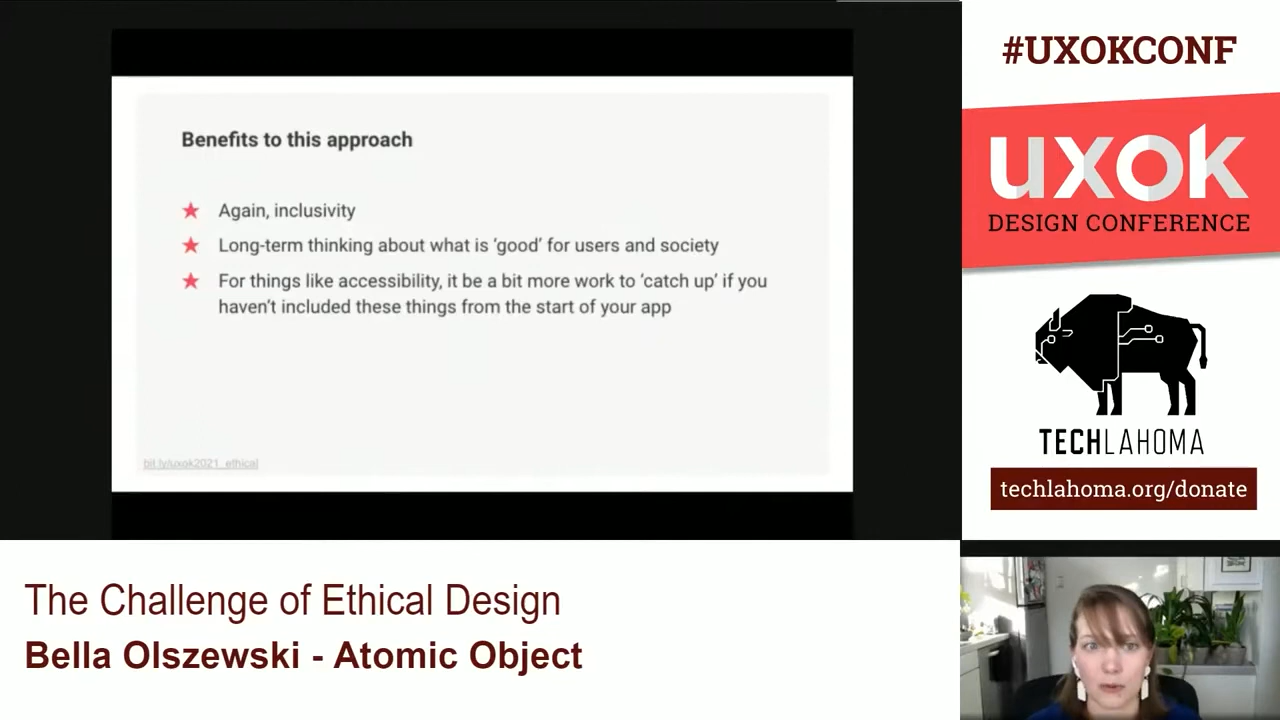 Benefits to this approach
★ Again, inclusivity
★ Long-term thinking about what is ‘good’ for users and society
★ For things like accessibility, it be a bit more work to ‘catch up’ if you
haven’t included these things from the start of your app
bit.ly/uxok2021_ethical
#UXOKCONF
uxok
DESIGN CONFERENCE
TECHLAHOMA
techlahoma.org/donate
The Challenge of Ethical Design
Bella Olszewski - Atomic Object